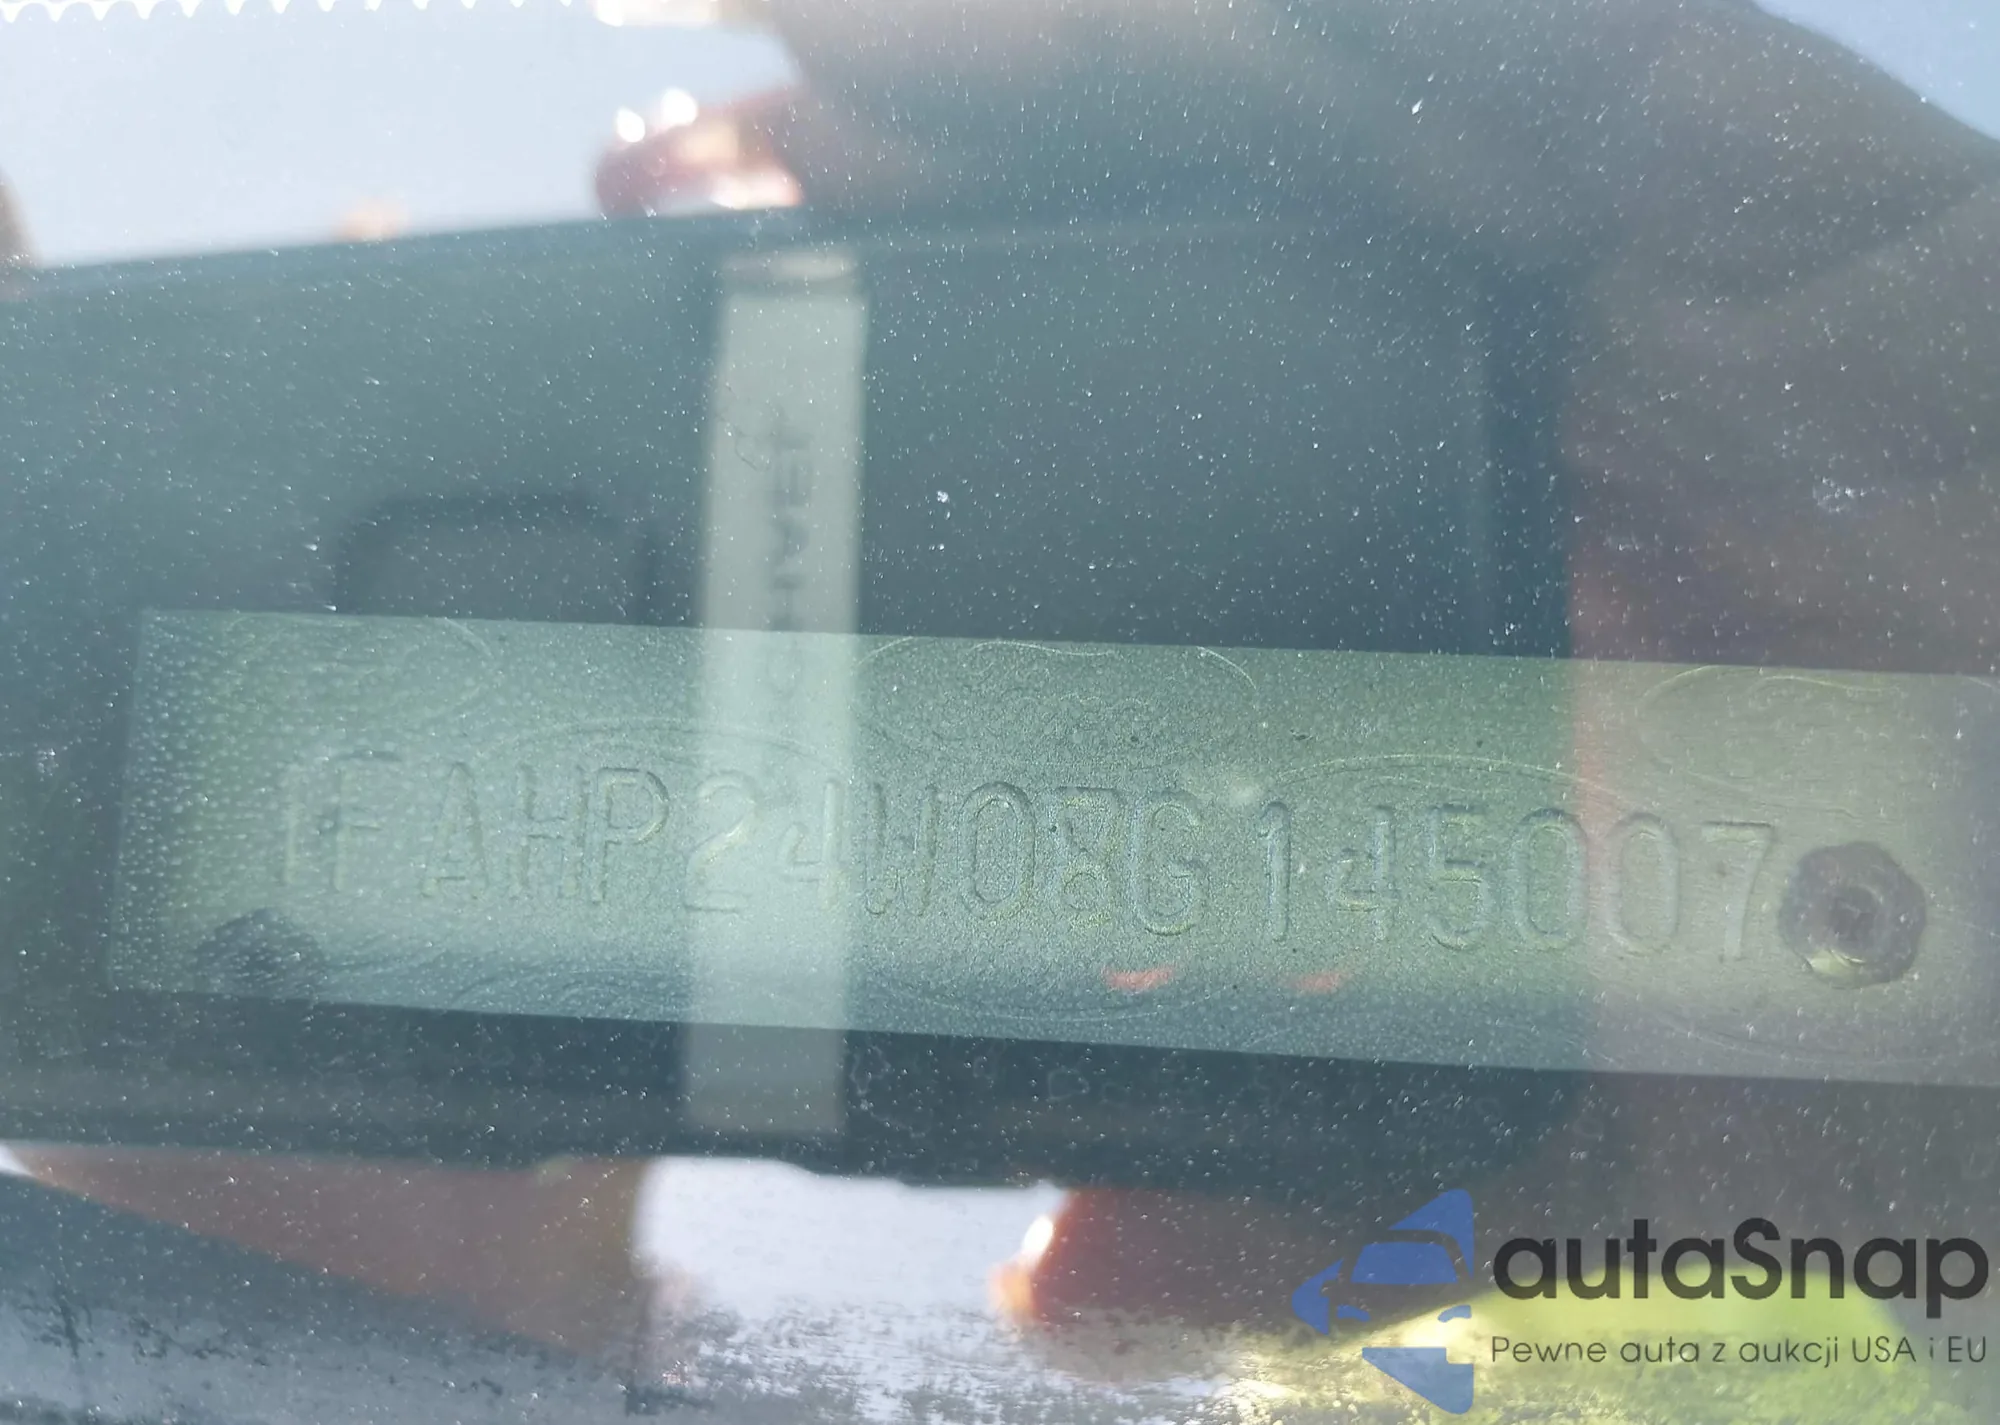 1FAHP24W08G145007
autaSnap
Pewne auta z aukcji USA i EU